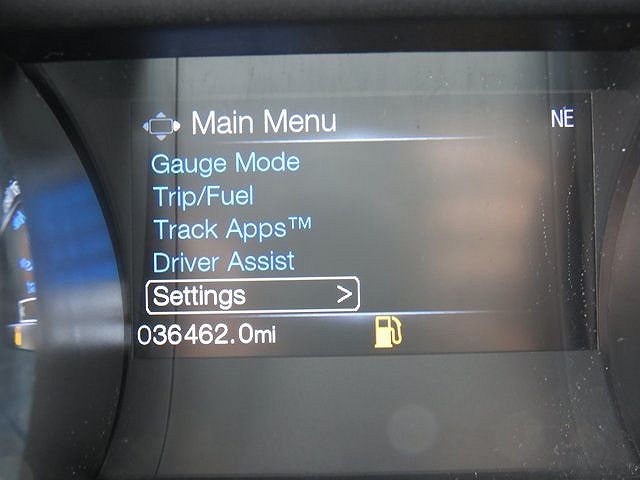 Main Menu NE
Gauge Mode
Trip/Fuel
Track Apps™
Driver Assist
Settings >
036462.0mi